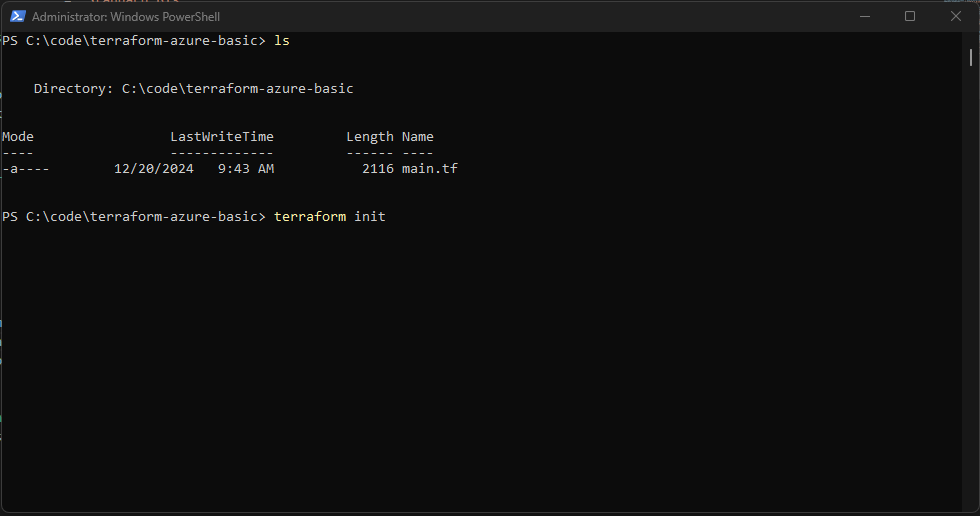 Administrator: Windows PowerShell
PS C:\code\terraform-azure-basic> ls
Directory: C:\code\terraform-azure-basic
Mode                 LastWriteTime         Length Name
----                 -------------         ------ ----
-a----        12/20/2024   9:43 AM           2116 main.tf
PS C:\code\terraform-azure-basic> terraform init